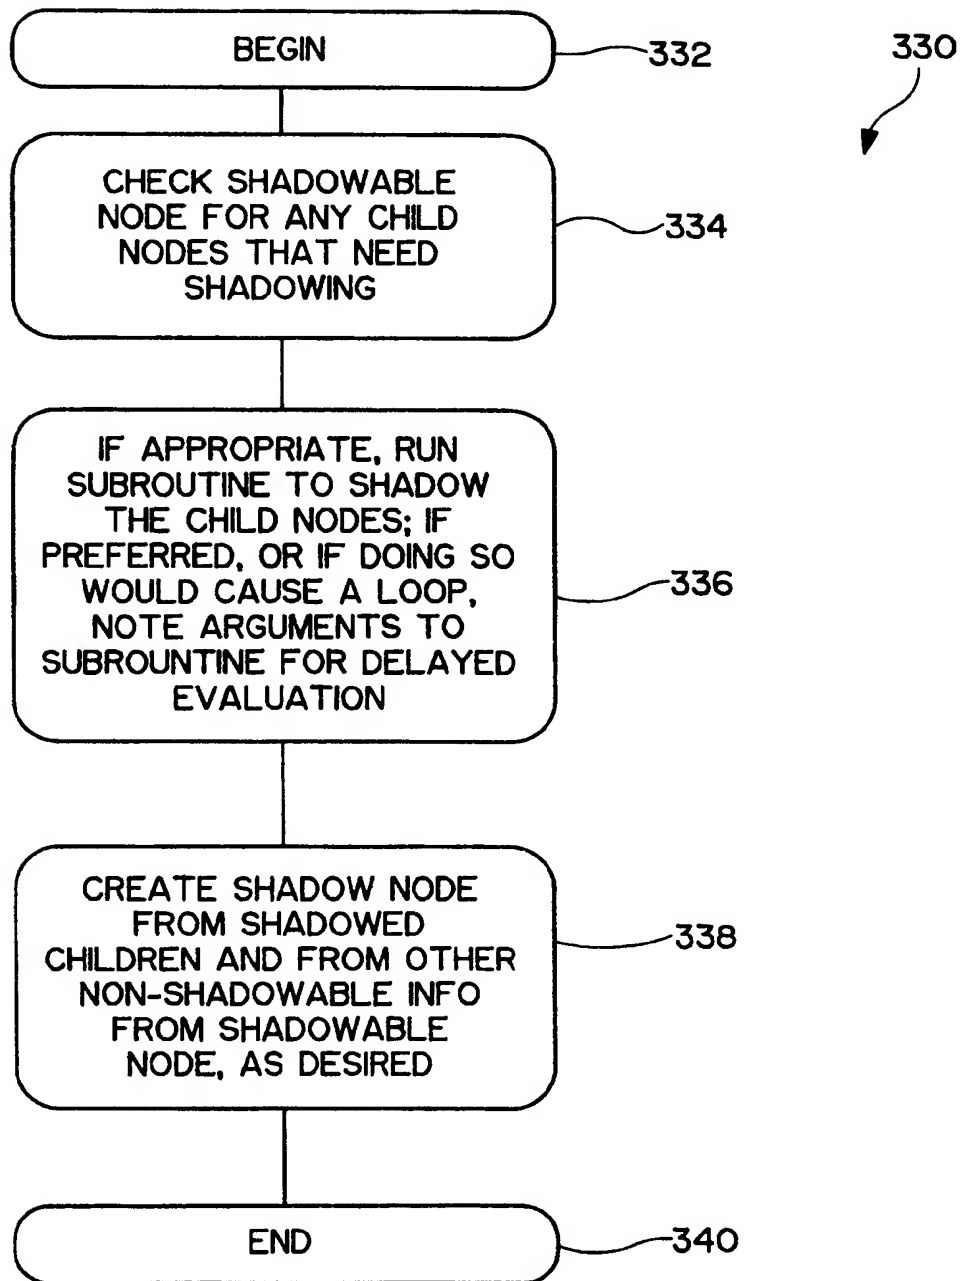 BEGIN
332
330
CHECK SHADOWABLE
NODE FOR ANY CHILD
NODES THAT NEED
SHADOWING
334
IF APPROPRIATE, RUN
SUBROUTINE TO SHADOW
THE CHILD NODES; IF
PREFERRED, OR IF DOING SO
WOULD CAUSE A LOOP,
NOTE ARGUMENTS TO
SUBROUNTINE FOR DELAYED
EVALUATION
336
CREATE SHADOW NODE
FROM SHADOWED
CHILDREN AND FROM OTHER
NON-SHADOWABLE INFO
FROM SHADOWABLE
NODE, AS DESIRED
338
END
340